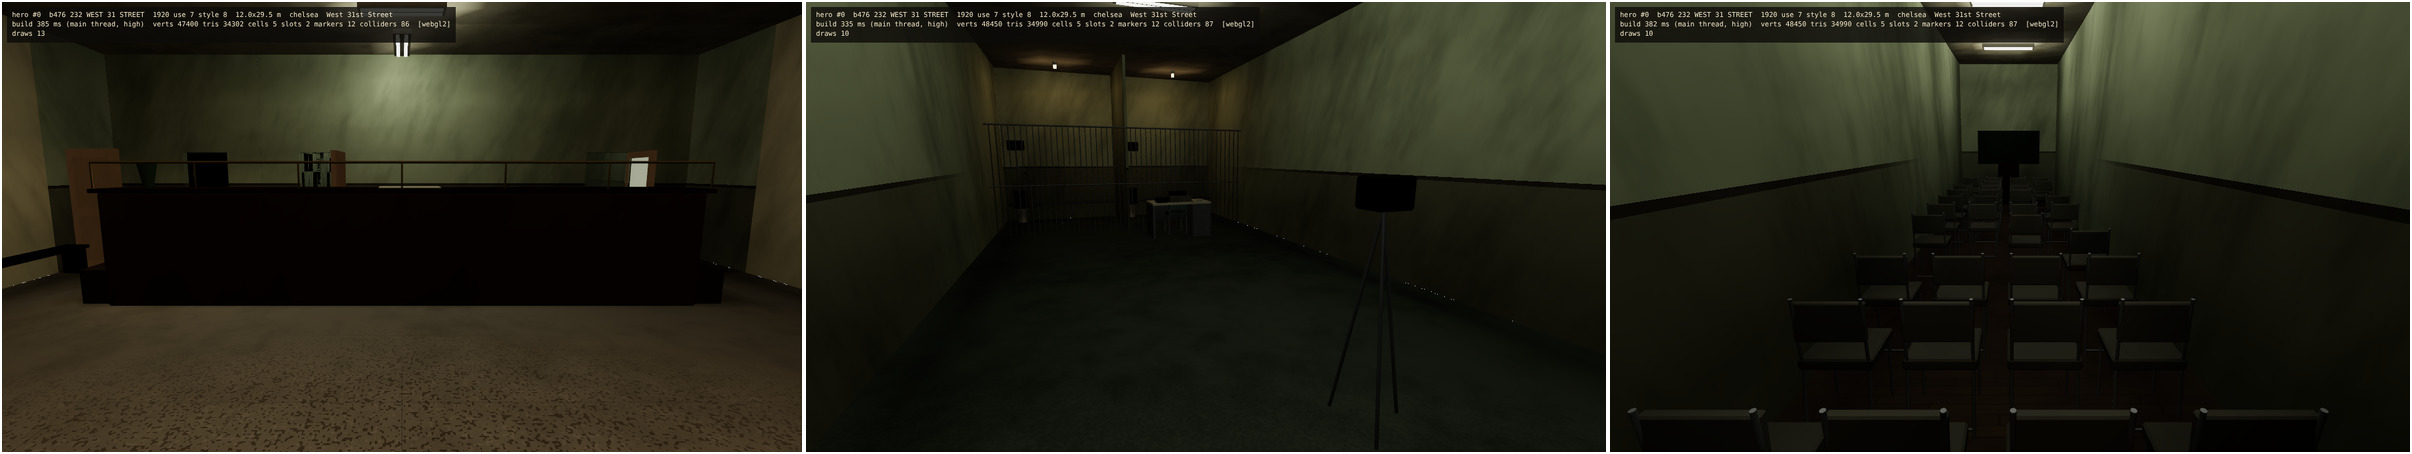 hero #0 b476 232 WEST 31 STREET 1920 use 7 style 8 12.0x29.5 m chelsea West 31st Street
build 385 ms (main thread, high) verts 47400 tris 34302 cells 5 slots 2 markers 12 colliders 86 [webgl2]
draws 13
hero #0 b476 232 WEST 31 STREET 1920 use 7 style 8 12.0x29.5 m chelsea West 31st Street
build 335 ms (main thread, high) verts 48450 tris 34990 cells 5 slots 2 markers 12 colliders 87 [webgl2]
draws 10
hero #0 b476 232 WEST 31 STREET 1920 use 7 style 8 12.0x29.5 m chelsea West 31st Street
build 382 ms (main thread, high) verts 48450 tris 34990 cells 5 slots 2 markers 12 colliders 87 [webgl2]
draws 10